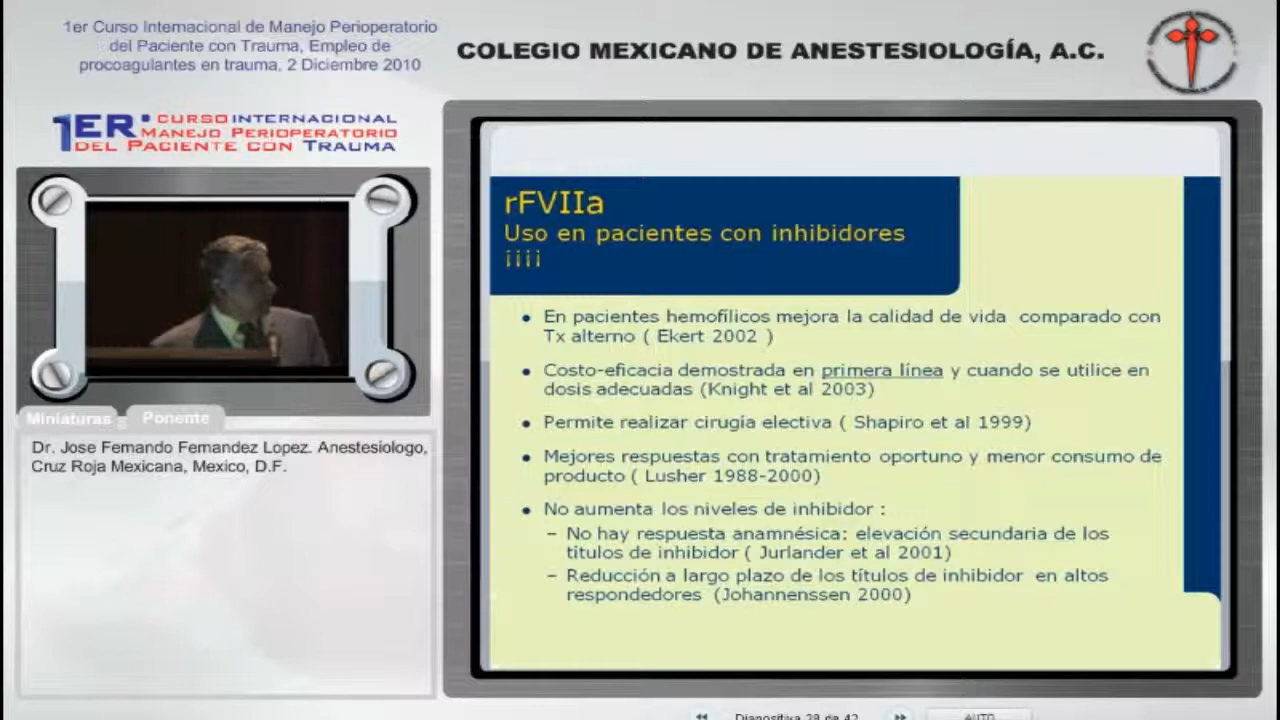 1er Curso Internacional de Manejo Perioperatorio
del Paciente con Trauma, Empleo de
procoagulantes en trauma, 2 Diciembre 2010
COLEGIO MEXICANO DE ANESTESIOLOGÍA, A.C.
1ER. CURSO INTERNACIONAL
MANEJO PERIOPERATORIO
DEL PACIENTE CON TRAUMA
Miniaturas Ponente
Dr. Jose Fernando Fernandez Lopez. Anestesiologo,
Cruz Roja Mexicana, Mexico, D.F.
rFVIIa
Uso en pacientes con inhibidores
¡¡¡¡
• En pacientes hemofílicos mejora la calidad de vida comparado con
Tx alterno ( Ekert 2002 )
• Costo-eficacia demostrada en primera línea y cuando se utilice en
dosis adecuadas (Knight et al 2003)
• Permite realizar cirugía electiva ( Shapiro et al 1999)
• Mejores respuestas con tratamiento oportuno y menor consumo de
producto ( Lusher 1988-2000)
• No aumenta los niveles de inhibidor :
– No hay respuesta anamnésica: elevación secundaria de los
títulos de inhibidor ( Jurlander et al 2001)
– Reducción a largo plazo de los títulos de inhibidor en altos
respondedores (Johannenssen 2000)
Diapositiva 28 de 42
AUTO